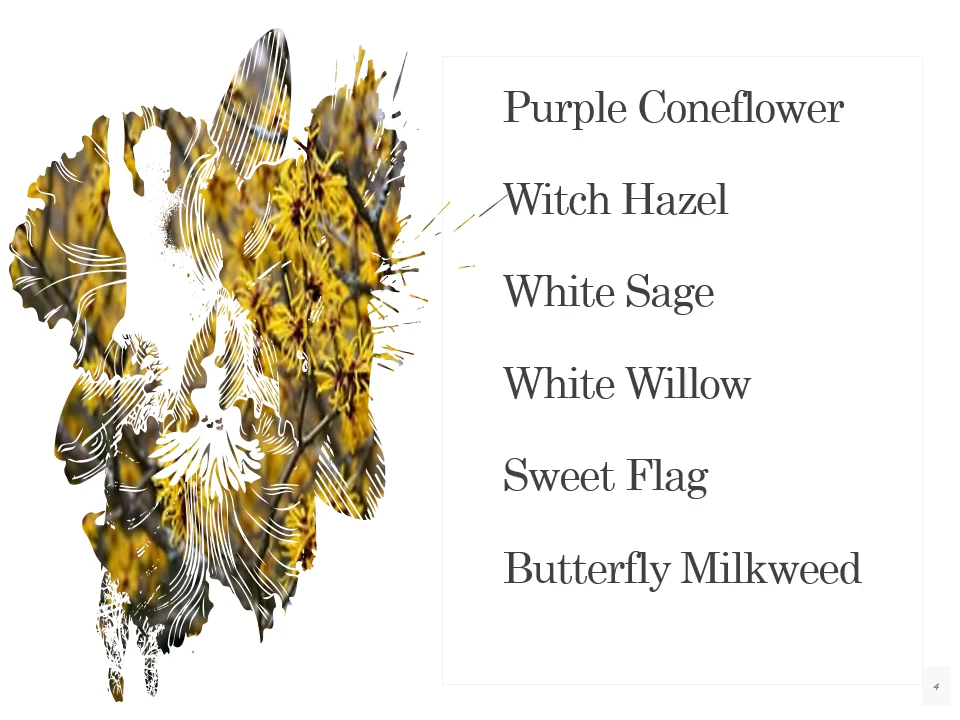 Purple Coneflower
Witch Hazel
White Sage
White Willow
Sweet Flag
Butterfly Milkweed
4